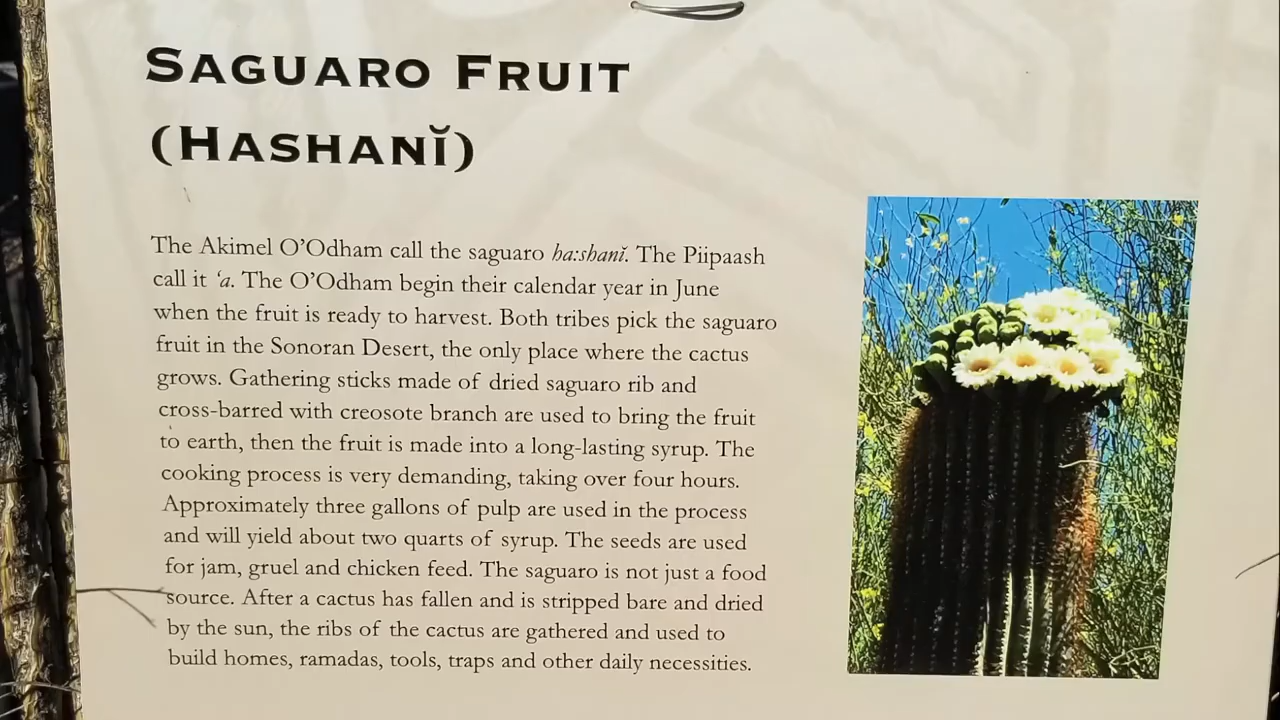 SAGUARO FRUIT
(HASHANĬ)
The Akimel O’Odham call the saguaro ha:shanĭ. The Piipaash
call it ‘a. The O’Odham begin their calendar year in June
when the fruit is ready to harvest. Both tribes pick the saguaro
fruit in the Sonoran Desert, the only place where the cactus
grows. Gathering sticks made of dried saguaro rib and
cross-barred with creosote branch are used to bring the fruit
to earth, then the fruit is made into a long-lasting syrup. The
cooking process is very demanding, taking over four hours.
Approximately three gallons of pulp are used in the process
and will yield about two quarts of syrup. The seeds are used
for jam, gruel and chicken feed. The saguaro is not just a food
source. After a cactus has fallen and is stripped bare and dried
by the sun, the ribs of the cactus are gathered and used to
build homes, ramadas, tools, traps and other daily necessities.